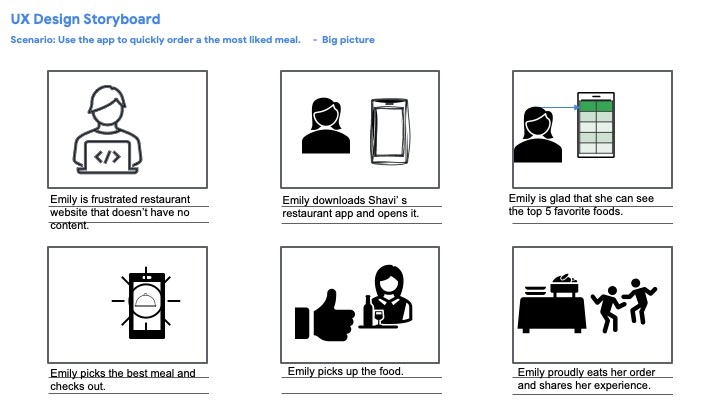 UX Design Storyboard
Scenario: Use the app to quickly order a the most liked meal. - Big picture
</>
Emily is frustrated restaurant
website that doesn't have no
content.
Emily downloads Shavi' s
restaurant app and opens it.
Emily is glad that she can see
the top 5 favorite foods.
Emily picks the best meal and
checks out.
Emily picks up the food.
Emily proudly eats her order
and shares her experience.